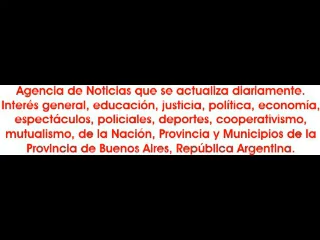 Agencia de Noticias que se actualiza diariamente.
Interés general, educación, justicia, política, economía,
espectáculos, policiales, deportes, cooperativismo,
mutualismo, de la Nación, Provincia y Municipios de la
Provincia de Buenos Aires, República Argentina.